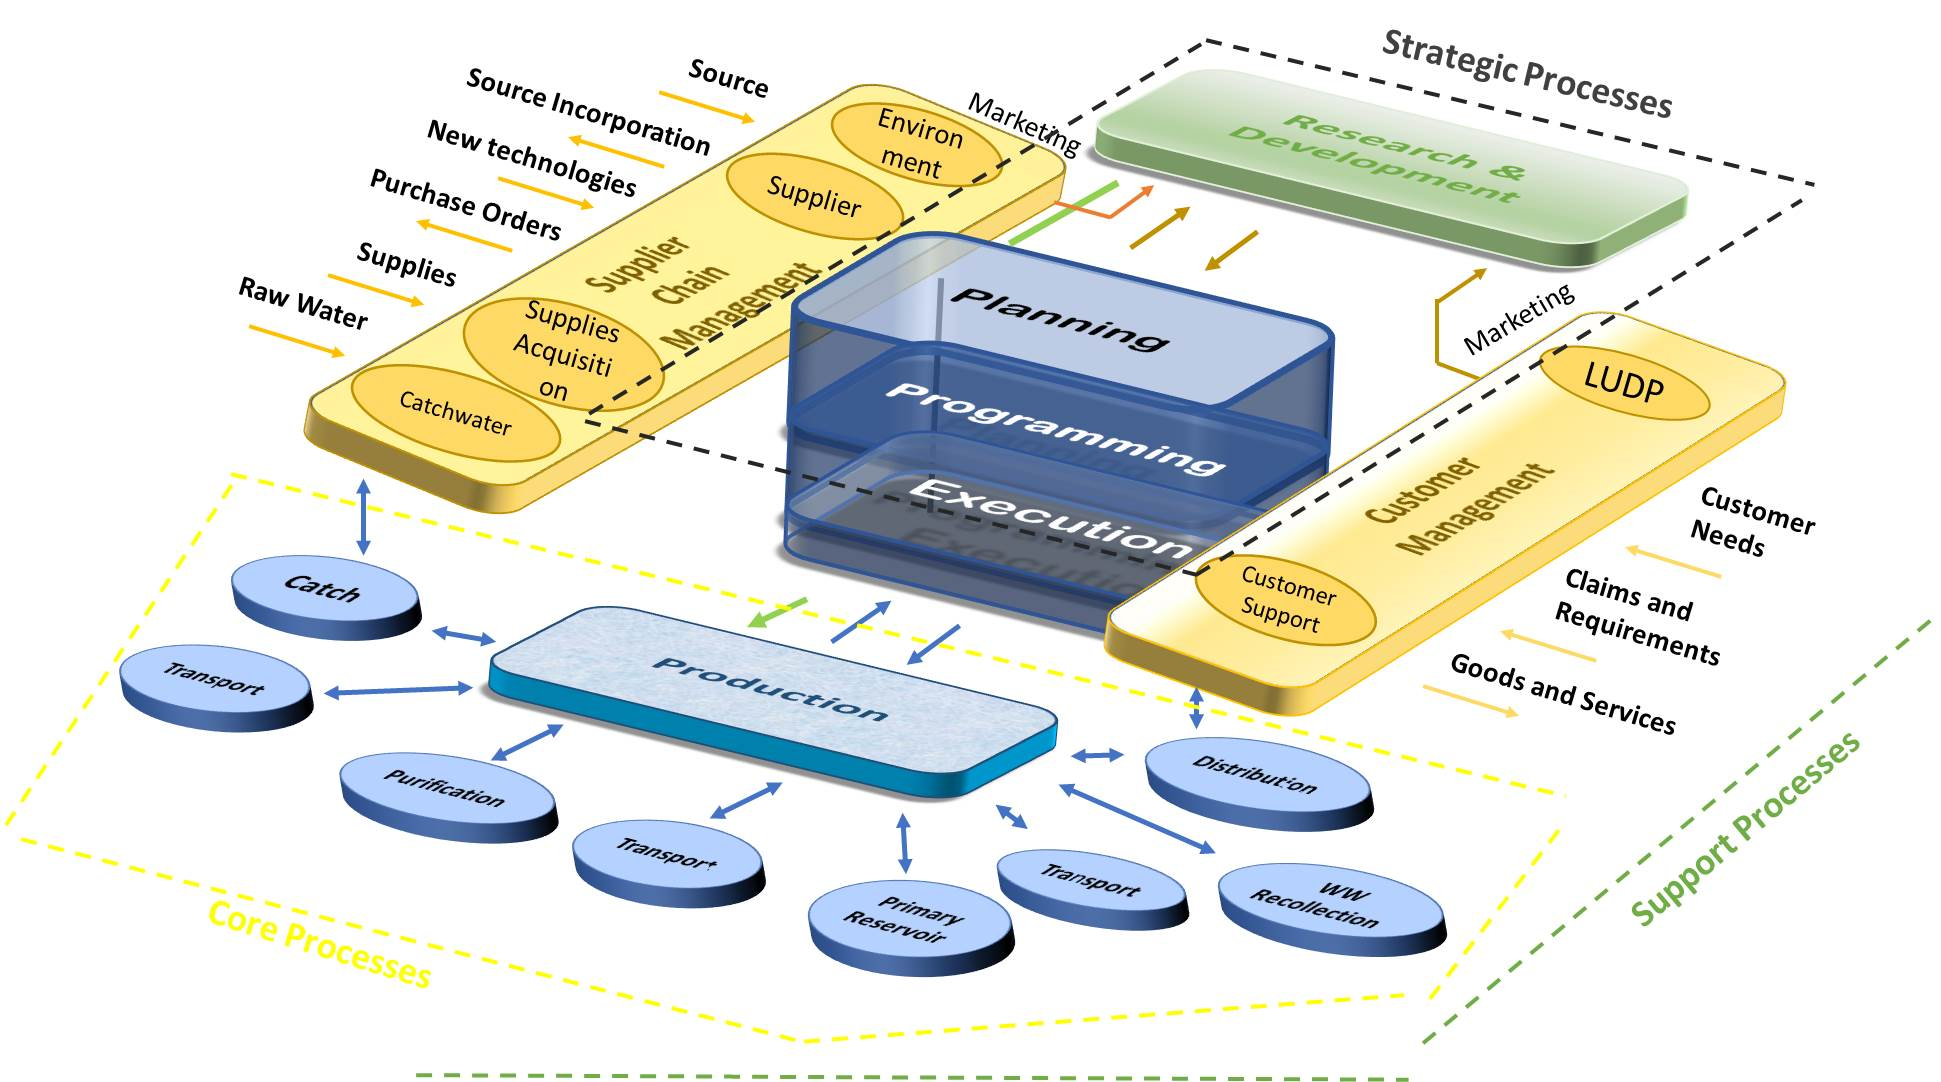 Strategic Processes
Source
Source Incorporation
New technologies
Purchase Orders
Supplies
Raw Water
Environ
ment
Supplier
Supplier
Chain
Management
Supplies
Acquisiti
on
Catchwater
Marketing
Research &
Development
Planning
Programming
Execution
Marketing
LUDP
Customer
Management
Customer
Support
Customer
Needs
Claims and
Requirements
Goods and Services
Catch
Transport
Purification
Transport
Primary
Reservoir
Transport
WW
Recollection
Distribution
Production
Core Processes
Support Processes